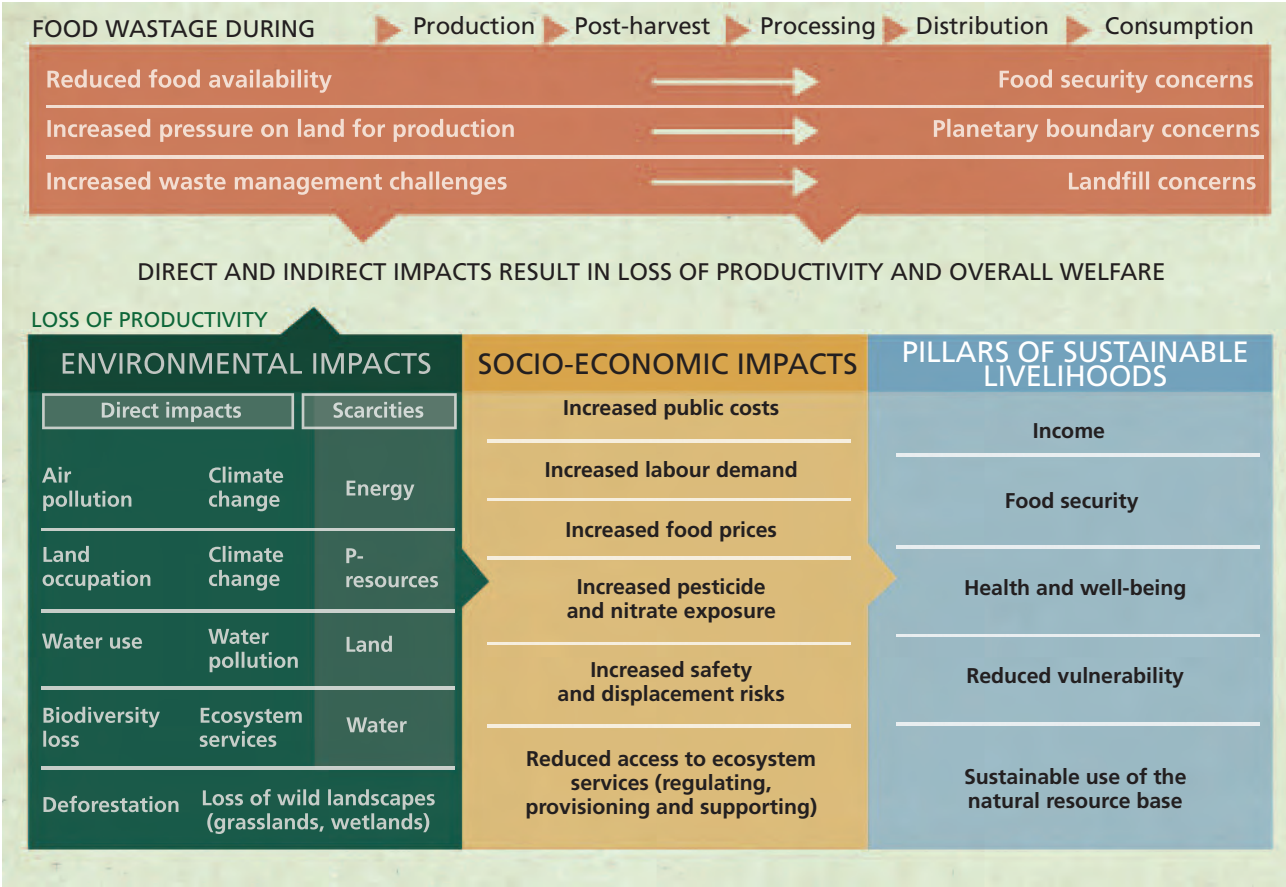 FOOD WASTAGE DURING Production Post-harvest Processing Distribution Consumption
Reduced food availability Food security concerns
Increased pressure on land for production Planetary boundary concerns
Increased waste management challenges Landfill concerns
DIRECT AND INDIRECT IMPACTS RESULT IN LOSS OF PRODUCTIVITY AND OVERALL WELFARE
LOSS OF PRODUCTIVITY
ENVIRONMENTAL IMPACTS
Direct impacts Scarcities
Air
pollution
Climate
change
Energy
Land
occupation
Climate
change
P-
resources
Water use
Water
pollution
Land
Biodiversity
loss
Ecosystem
services
Water
Deforestation
Loss of wild landscapes
(grasslands, wetlands)
SOCIO-ECONOMIC IMPACTS
Increased public costs
Increased labour demand
Increased food prices
Increased pesticide
and nitrate exposure
Increased safety
and displacement risks
Reduced access to ecosystem
services (regulating,
provisioning and supporting)
PILLARS OF SUSTAINABLE
LIVELIHOODS
Income
Food security
Health and well-being
Reduced vulnerability
Sustainable use of the
natural resource base